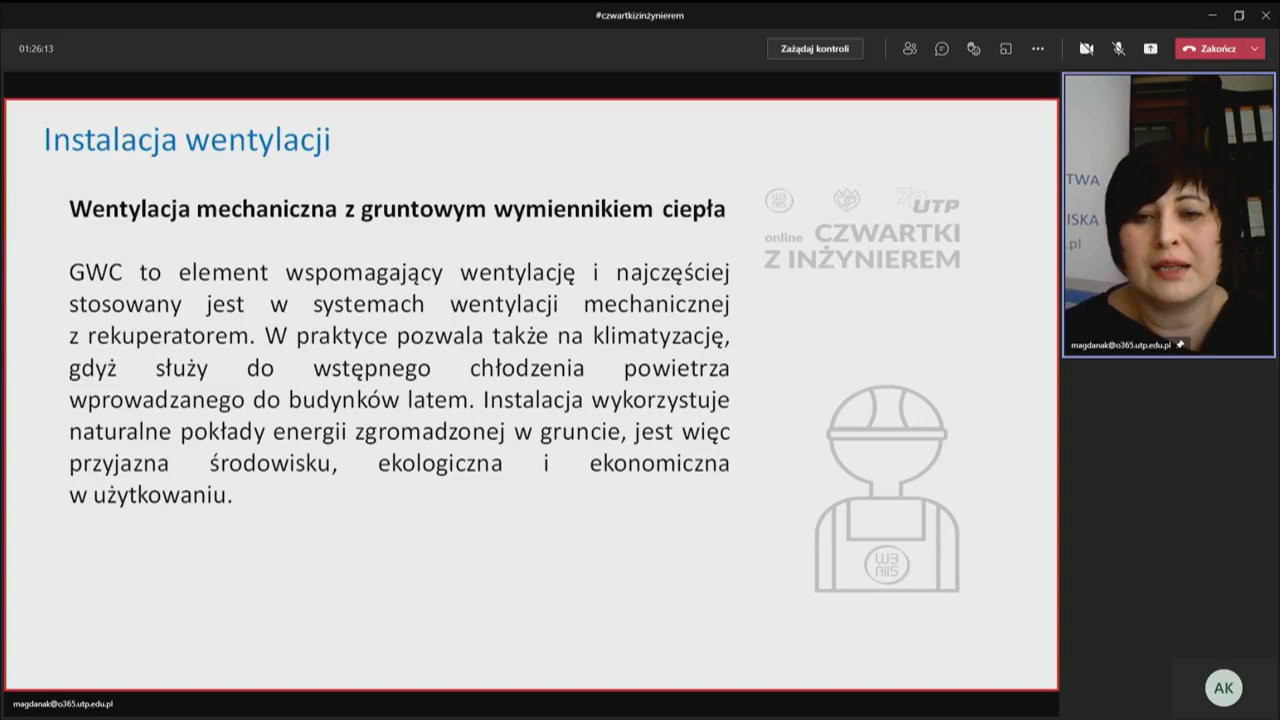 #czwartkizinżynierem
01:26:13
Zażądaj kontroli
Zakończ
Instalacja wentylacji
Wentylacja mechaniczna z gruntowym wymiennikiem ciepła
GWC to element wspomagający wentylację i najczęściej
stosowany jest w systemach wentylacji mechanicznej
z rekuperatorem. W praktyce pozwala także na klimatyzację,
gdyż służy do wstępnego chłodzenia powietrza
wprowadzanego do budynków latem. Instalacja wykorzystuje
naturalne pokłady energii zgromadzonej w gruncie, jest więc
przyjazna środowisku, ekologiczna i ekonomiczna
w użytkowaniu.
UTP
online CZWARTKI
Z INŻYNIEREM
TWA
ISKA
.pl
magdanak@o365.utp.edu.pl
magdanak@o365.utp.edu.pl
AK